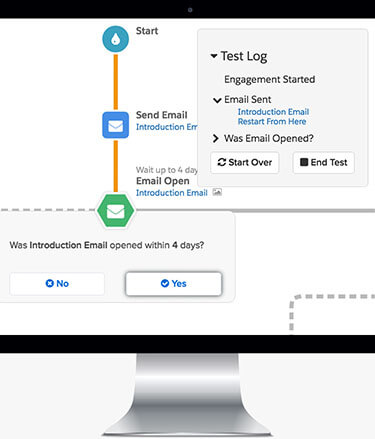 Start
Test Log
Engagement Started
Email Sent
Introduction Email
Restart From Here
Was Email Opened?
Start Over
End Test
Send Email
Introduction Em
Wait up to 4 day
Email Open
Introduction Email
Was Introduction Email opened within 4 days?
No
Yes